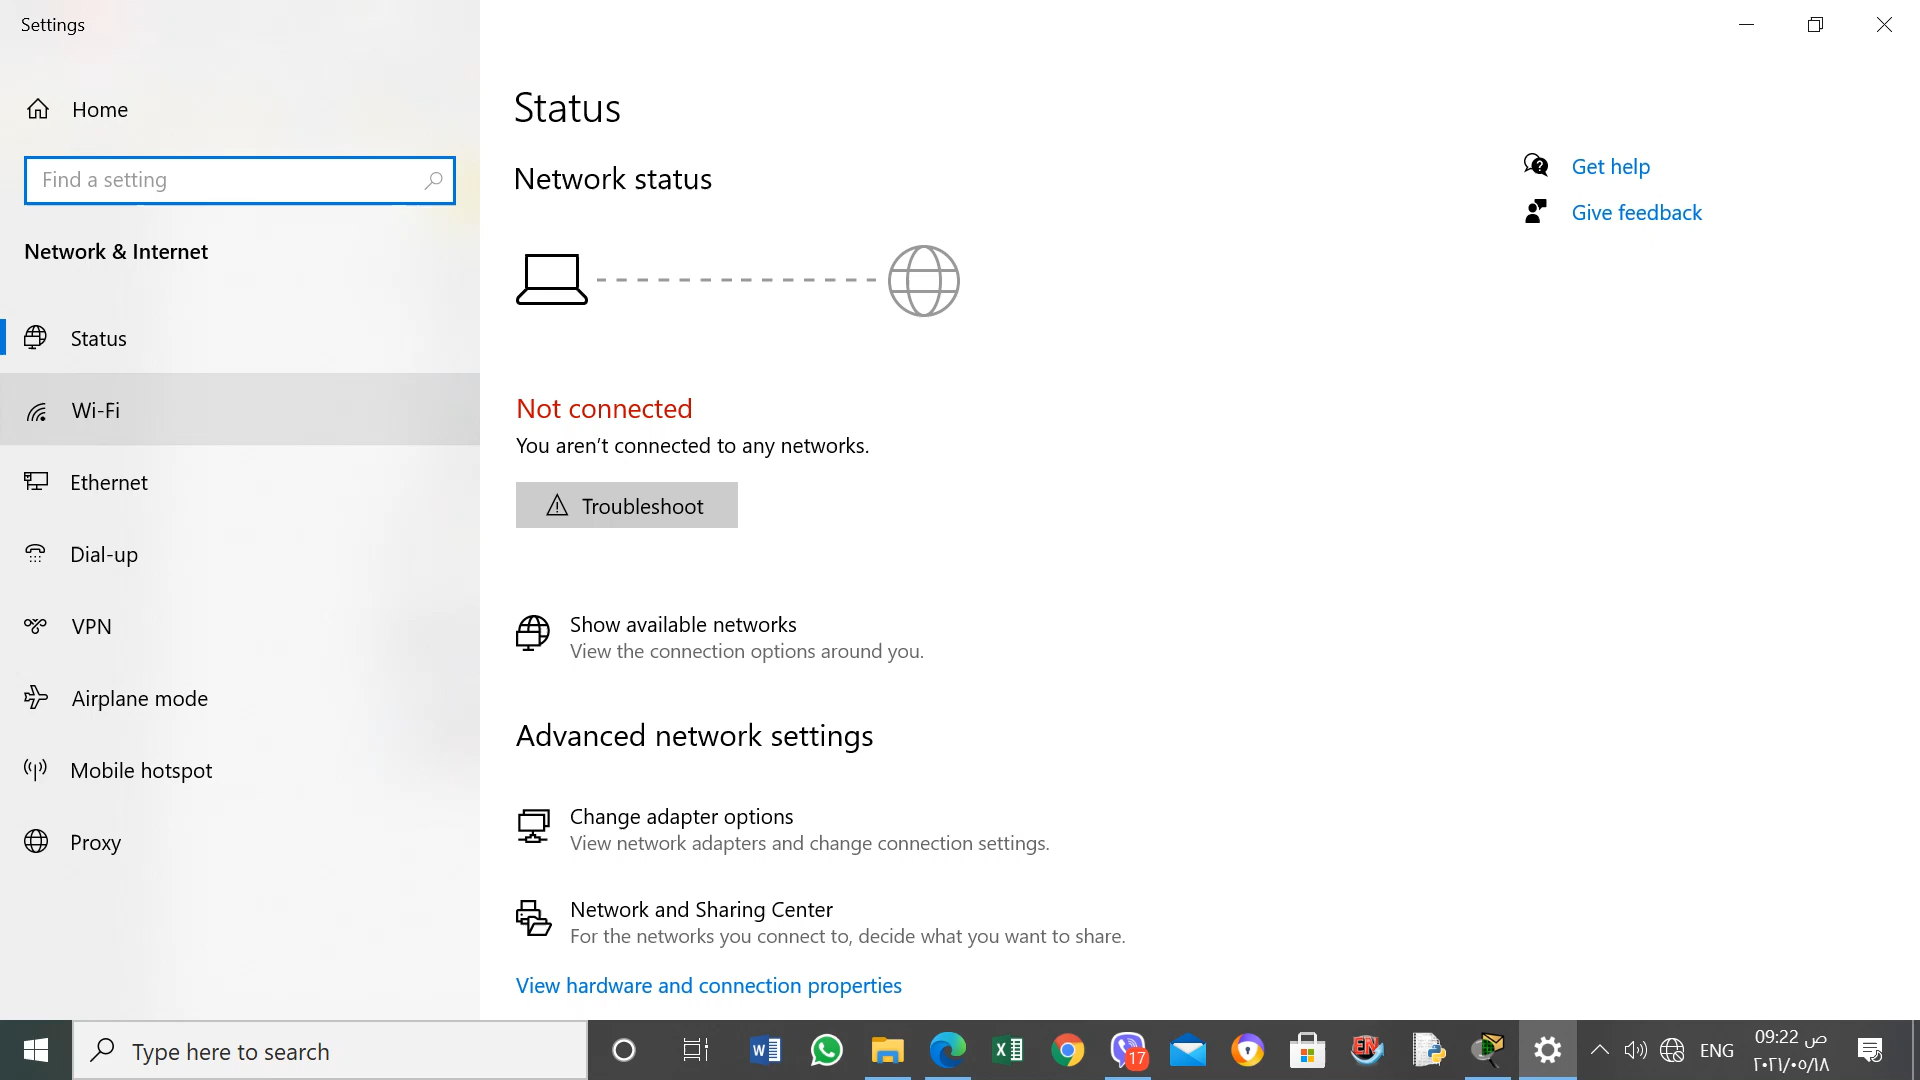 Settings
Home
Find a setting
Network & Internet
Status
Wi-Fi
Ethernet
Dial-up
VPN
Airplane mode
Mobile hotspot
Proxy
Status
Network status
Not connected
You aren't connected to any networks.
Troubleshoot
Show available networks
View the connection options around you.
Advanced network settings
Change adapter options
View network adapters and change connection settings.
Network and Sharing Center
For the networks you connect to, decide what you want to share.
View hardware and connection properties
Get help
Give feedback
Type here to search
17
EN
ENG
09:22 ص
٢٠٢١/٠٥/١٨